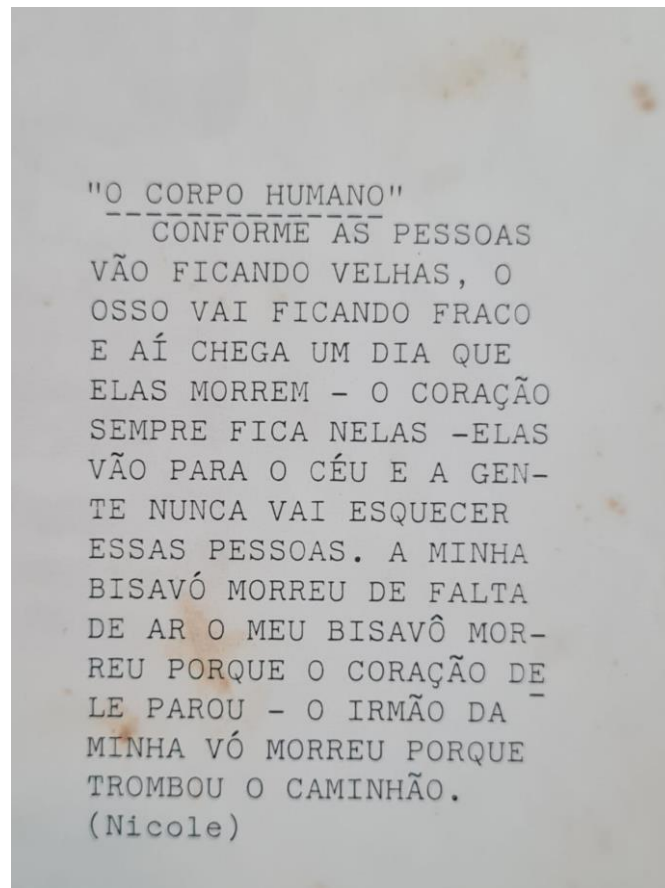 "O CORPO HUMANO"
CONFORME AS PESSOAS
VÃO FICANDO VELHAS, O
OSSO VAI FICANDO FRACO
E AÍ CHEGA UM DIA QUE
ELAS MORREM - O CORAÇÃO
SEMPRE FICA NELAS -ELAS
VÃO PARA O CÉU E A GEN-
TE NUNCA VAI ESQUECER
ESSAS PESSOAS. A MINHA
BISAVÓ MORREU DE FALTA
DE AR O MEU BISAVÔ MOR-
REU PORQUE O CORAÇÃO DE
LE PAROU - O IRMÃO DA
MINHA VÓ MORREU PORQUE
TROMBOU O CAMINHÃO.
(Nicole)